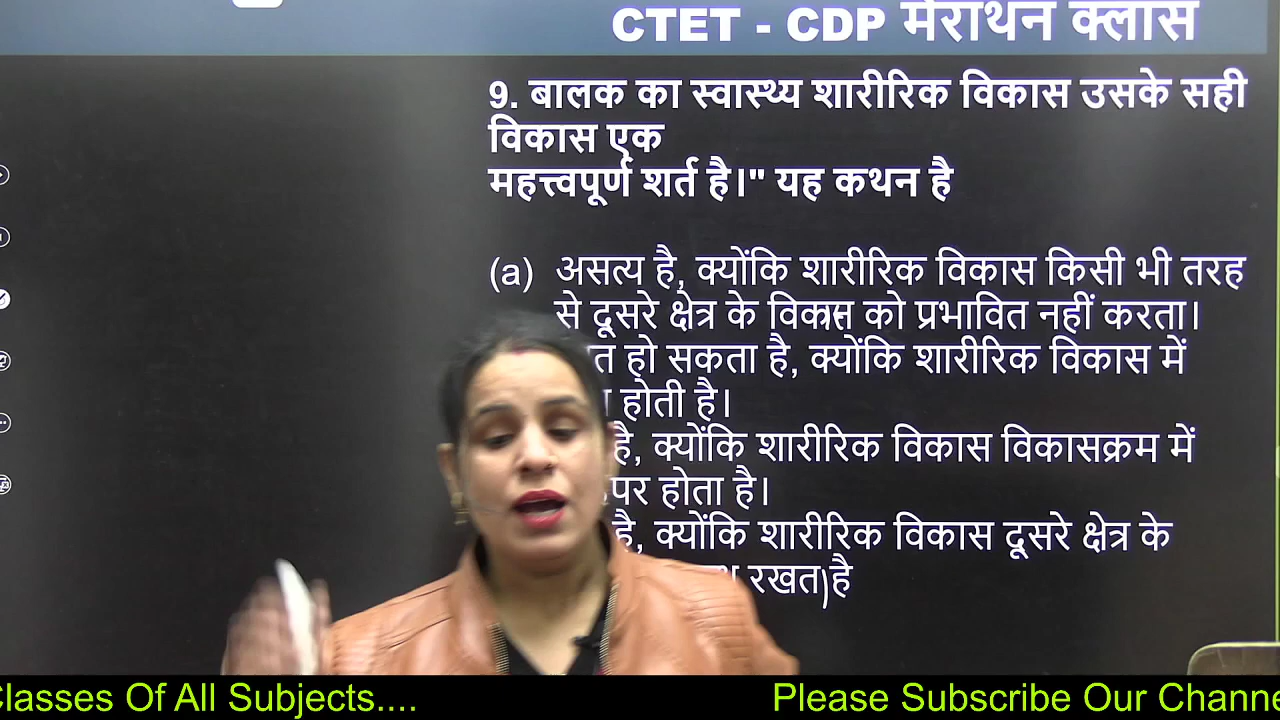 CTET - CDP मैराथन क्लास
9. बालक का स्वास्थ्य शारीरिक विकास उसके सही
विकास एक
महत्त्वपूर्ण शर्त है।" यह कथन है
(a) असत्य है, क्योंकि शारीरिक विकास किसी भी तरह
से दूसरे क्षेत्र के विकास को प्रभावित नहीं करता।
हो सकता है, क्योंकि शारीरिक विकास में
होती है।
है, क्योंकि शारीरिक विकास विकासक्रम में
पर होता है।
है, क्योंकि शारीरिक विकास दूसरे क्षेत्र के
रखता है
Classes Of All Subjects....
Please Subscribe Our Channe